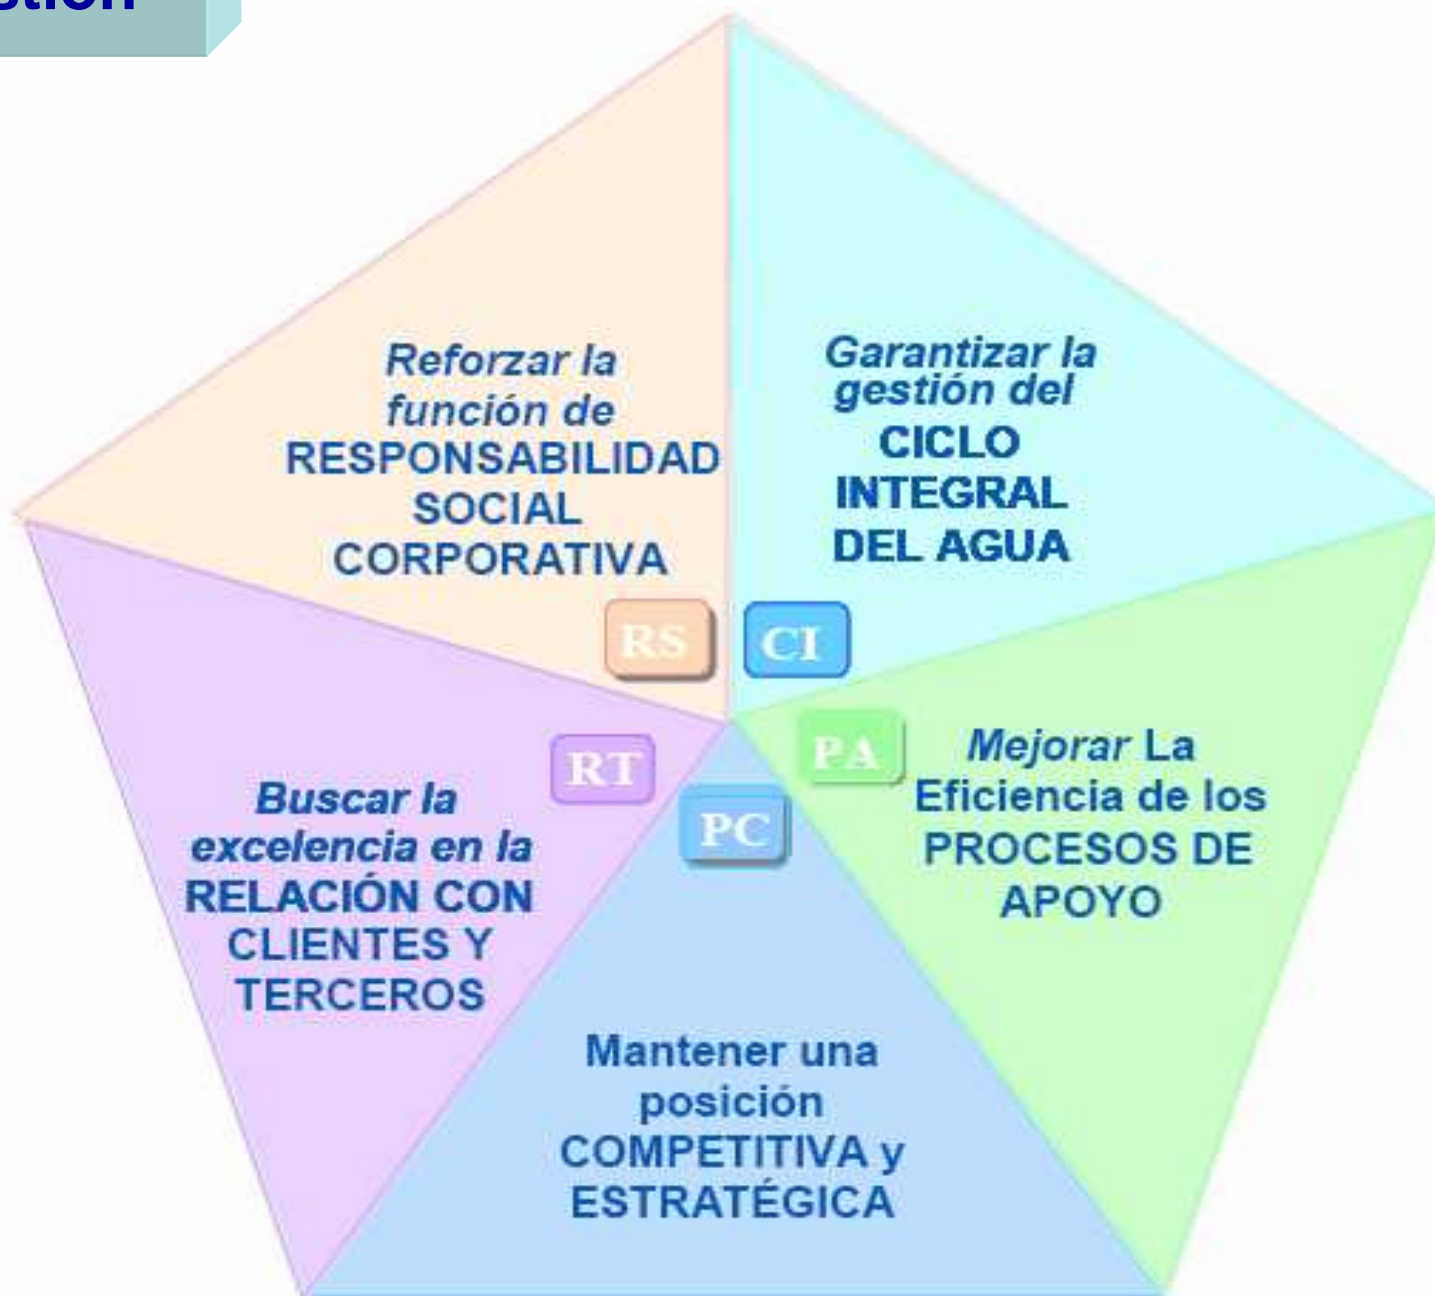 Reforzar la
función de
RESPONSABILIDAD
SOCIAL
CORPORATIVA
RS
Garantizar la
gestión del
CICLO
INTEGRAL
DEL AGUA
CI
PA
Mejorar La
Eficiencia de los
PROCESOS DE
APOYO
RT
Buscar la
excelencia en la
RELACIÓN CON
CLIENTES Y
TERCEROS
PC
Mantener una
posición
COMPETITIVA y
ESTRATÉGICA